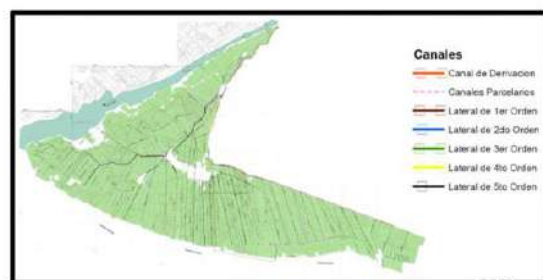 Canales
Canal de Derivacion
Canales Parcelarios
Lateral de 1er Orden
Lateral de 2do Orden
Lateral de 3er Orden
Lateral de 4to Orden
Lateral de 5to Orden